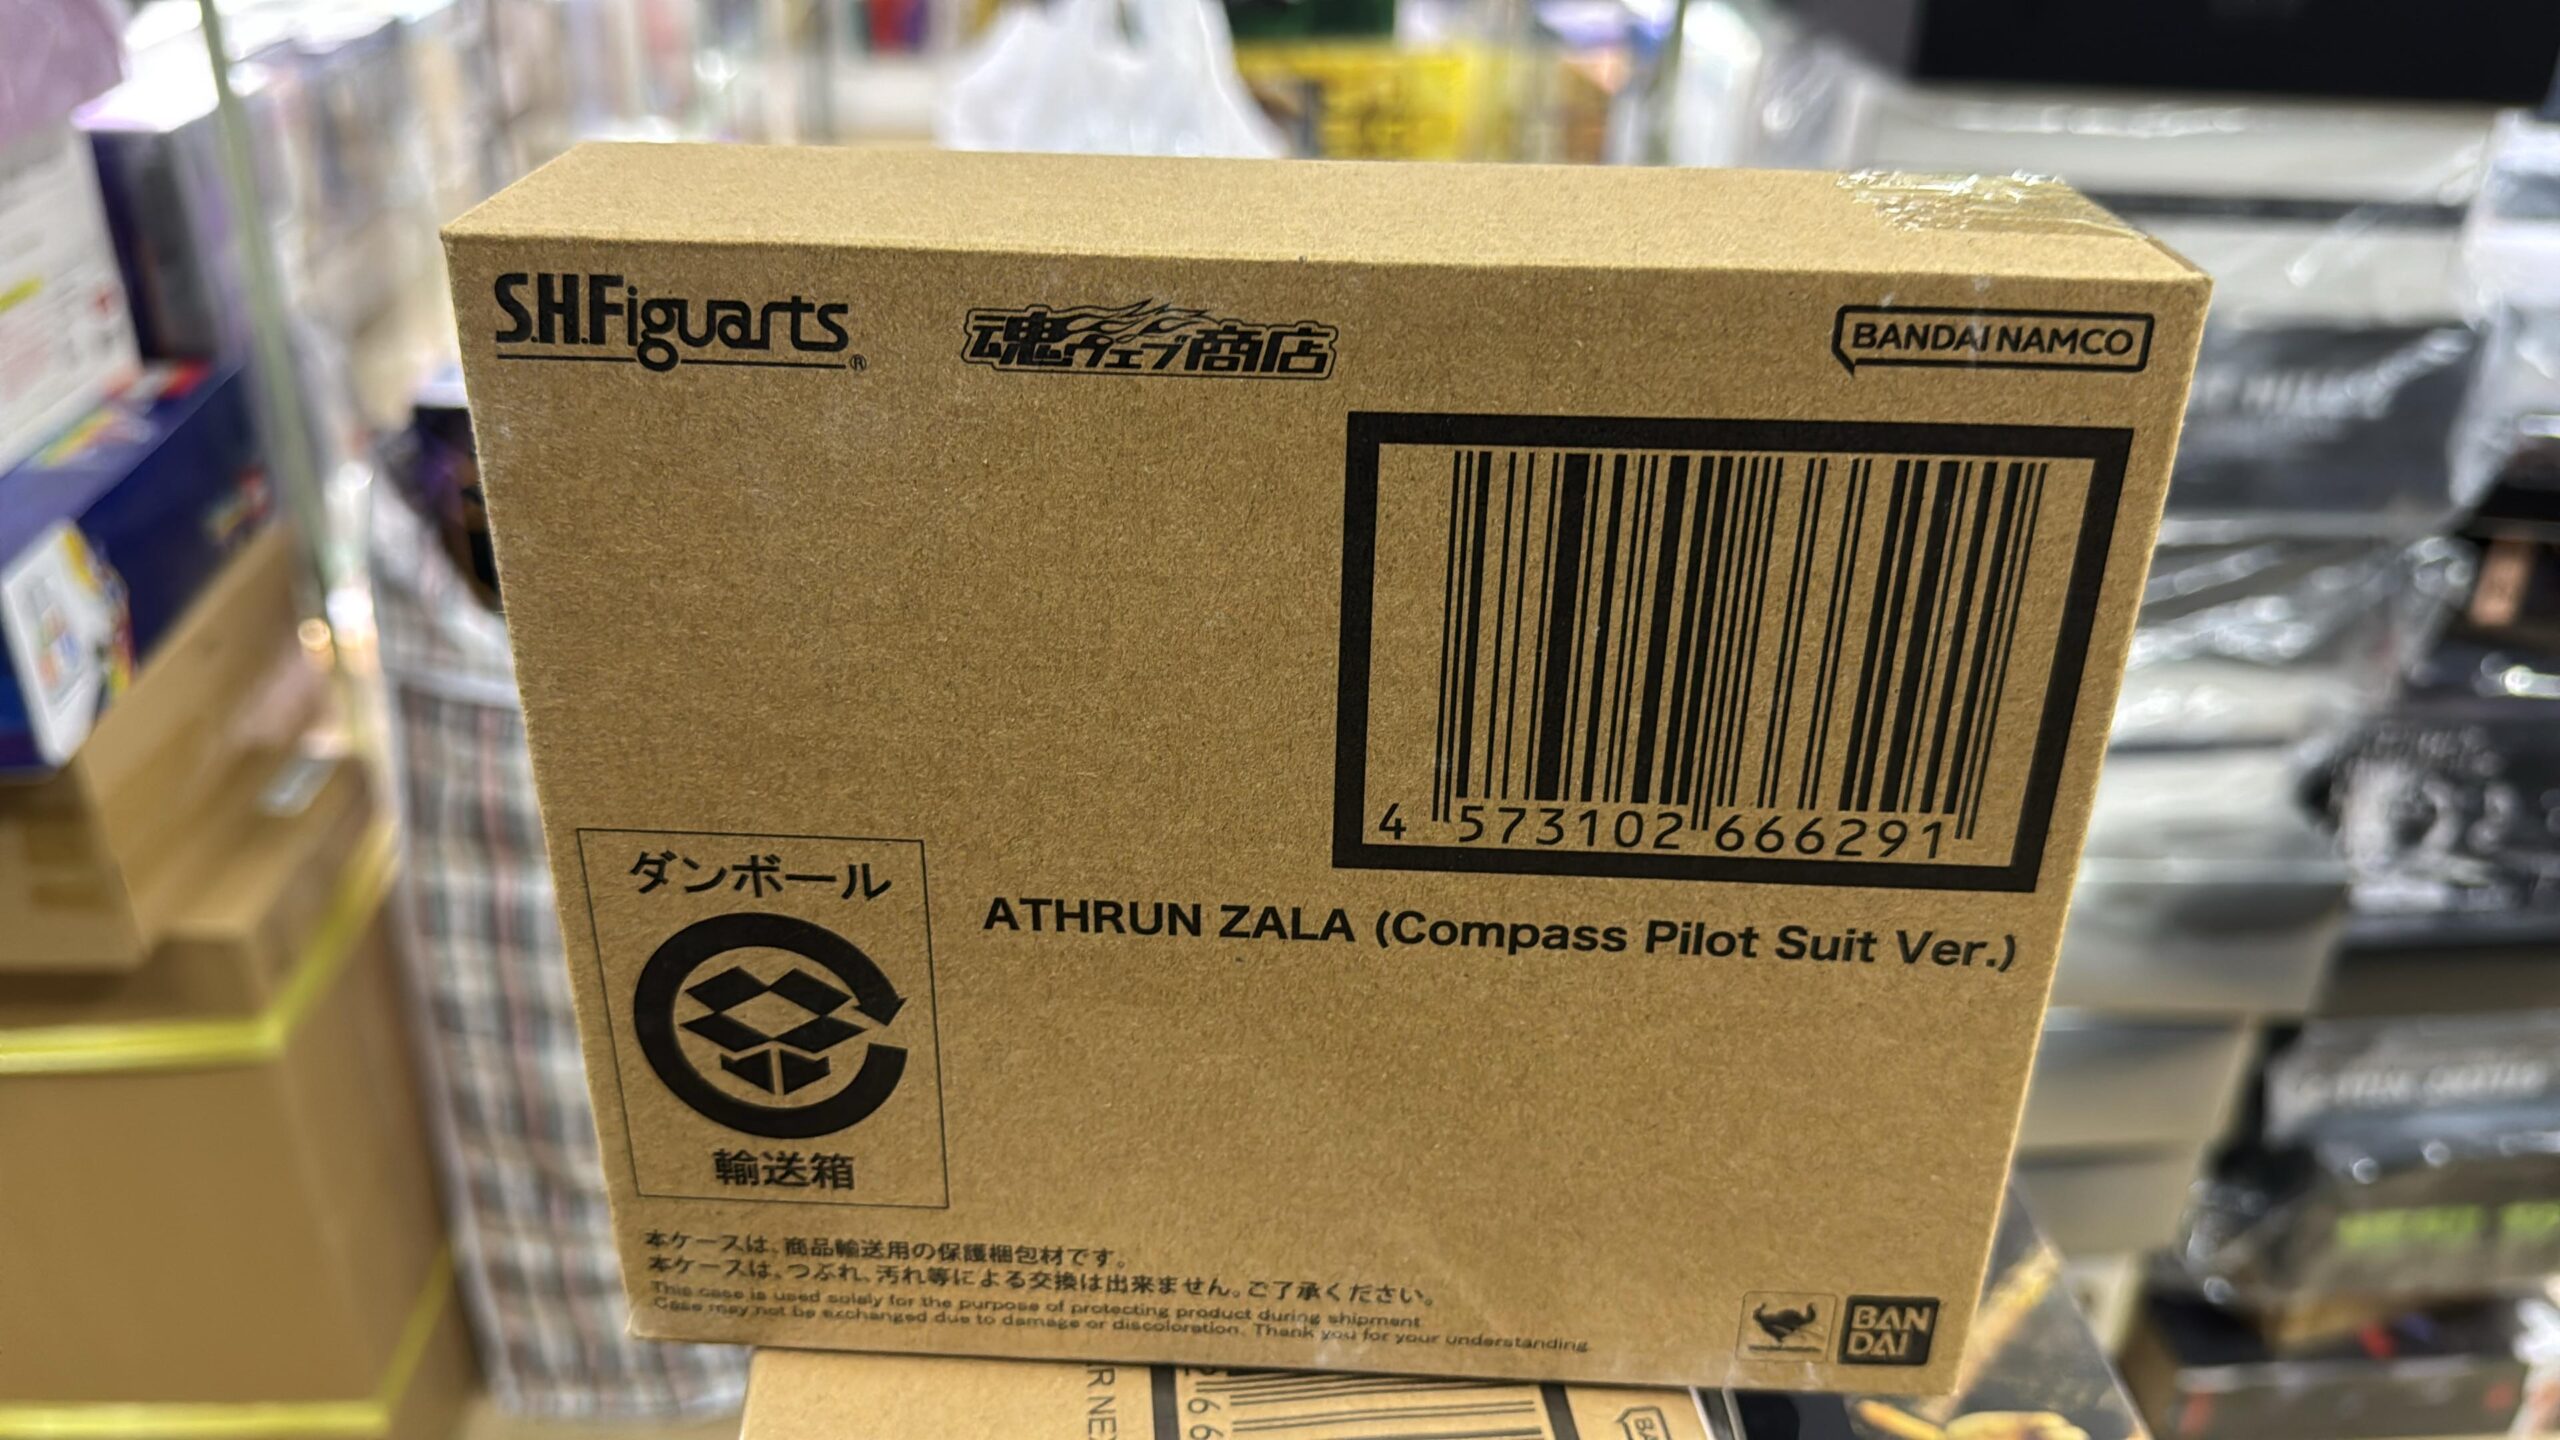 S.H.Figuarts®
魂ウェブ商店
BANDAI NAMCO
4 573102 666291
ATHRUN ZALA (Compass Pilot Suit Ver.)
ダンボール
輸送箱
本ケースは、商品輸送用の保護梱包材です。
本ケースは、つぶれ、汚れ等による交換は出来ません。ご了承ください。
This case is used solely for the purpose of protecting product during shipment
Case may not be exchanged due to damage or discoloration. Thank you for your understanding.
BAN
DAI